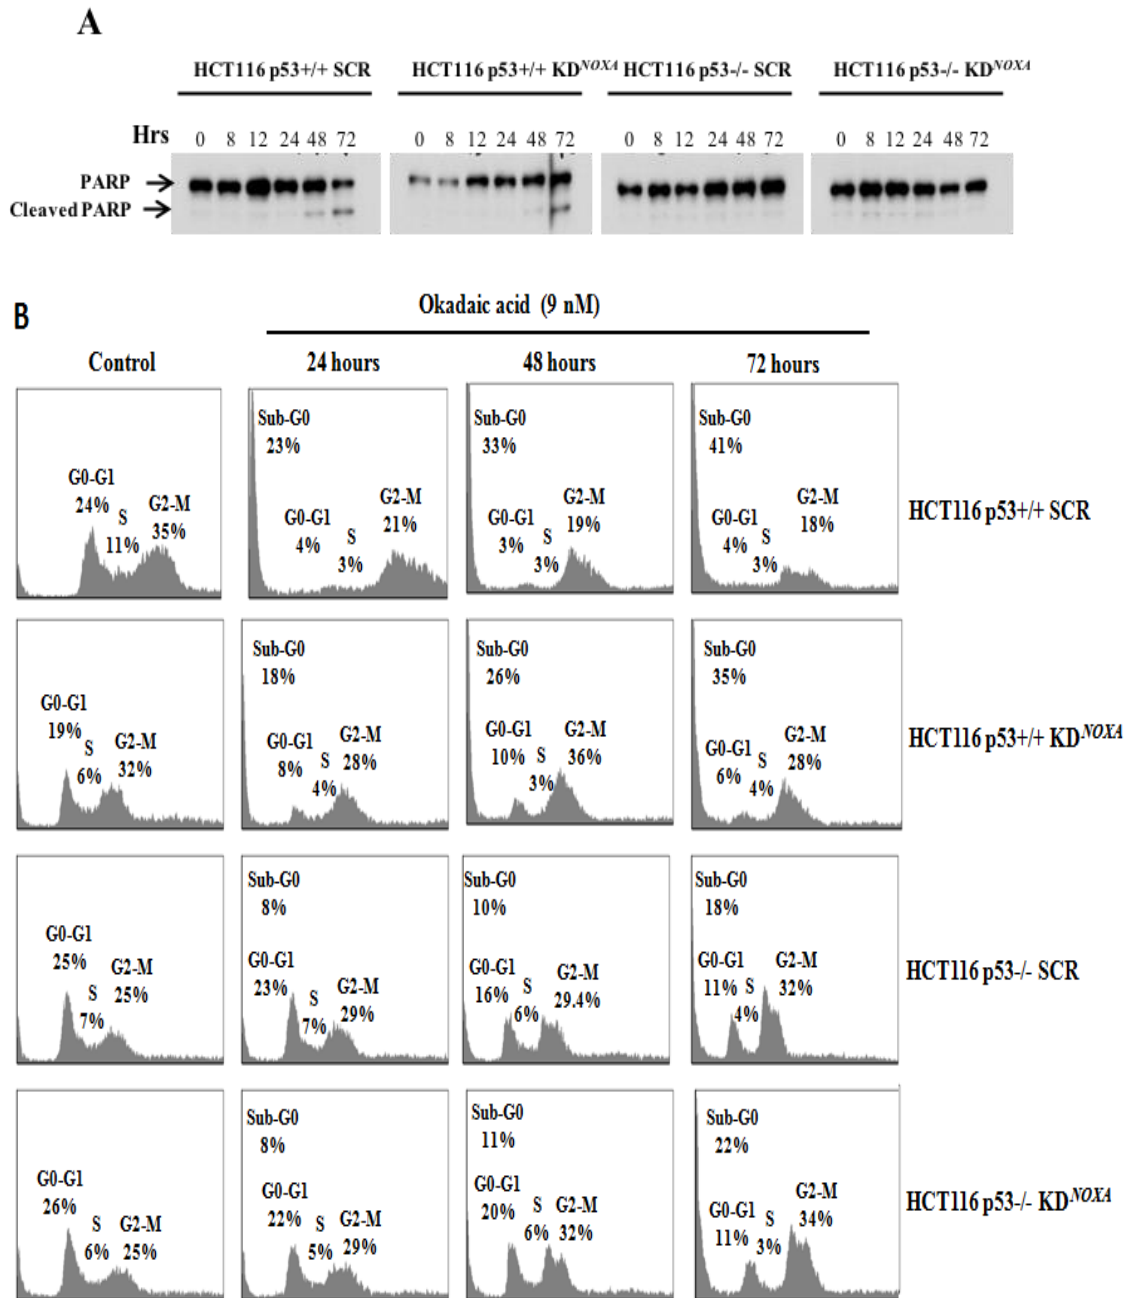 A
HCT116 p53+/+ SCR
HCT116 p53+/+ KD^NOXA
HCT116 p53-/- SCR
HCT116 p53-/- KD^NOXA
Hrs 0 8 12 24 48 72 0 8 12 24 48 72 0 8 12 24 48 72 0 8 12 24 48 72
PARP
Cleaved PARP
B
Okadaic acid (9 nM)
Control 24 hours 48 hours 72 hours
G0-G1
24%
S
11%
G2-M
35%
Sub-G0
23%
G0-G1
4%
S
3%
G2-M
21%
Sub-G0
33%
G0-G1
3%
S
3%
G2-M
19%
Sub-G0
41%
G0-G1
4%
S
3%
G2-M
18%
HCT116 p53+/+ SCR
G0-G1
19%
S
6%
G2-M
32%
Sub-G0
18%
G0-G1
8%
S
4%
G2-M
28%
Sub-G0
26%
G0-G1
10%
S
3%
G2-M
36%
Sub-G0
35%
G0-G1
6%
S
4%
G2-M
28%
HCT116 p53+/+ KD^NOXA
G0-G1
25%
S
7%
G2-M
25%
Sub-G0
8%
G0-G1
23%
S
7%
G2-M
29%
Sub-G0
10%
G0-G1
16%
S
6%
G2-M
29.4%
Sub-G0
18%
G0-G1
11%
S
4%
G2-M
32%
HCT116 p53-/- SCR
G0-G1
26%
S
6%
G2-M
25%
Sub-G0
8%
G0-G1
22%
S
5%
G2-M
29%
Sub-G0
11%
G0-G1
20%
S
6%
G2-M
32%
Sub-G0
22%
G0-G1
11%
S
3%
G2-M
34%
HCT116 p53-/- KD^NOXA